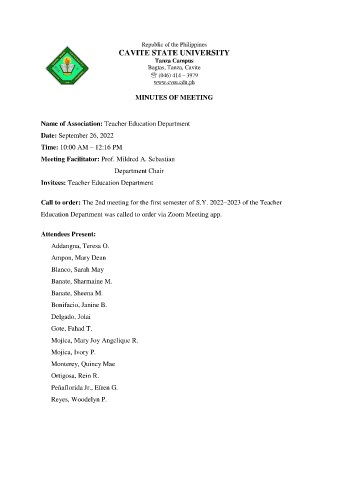 Republic of the Philippines
CAVITE STATE UNIVERSITY
Tanza Campus
Bagtas, Tanza, Cavite
☎ (046) 414 – 3979
www.cvsu.edu.ph
MINUTES OF MEETING
Name of Association: Teacher Education Department
Date: September 26, 2022
Time: 10:00 AM – 12:16 PM
Meeting Facilitator: Prof. Mildred A. Sebastian
Department Chair
Invitees: Teacher Education Department
Call to order: The 2nd meeting for the first semester of S.Y. 2022–2023 of the Teacher
Education Department was called to order via Zoom Meeting app.
Attendees Present:
Addangna, Teresa O.
Ampon, Mary Dean
Blanco, Sarah May
Banate, Sharmaine M.
Banate, Sheena M.
Bonifacio, Janine B.
Delgado, Jolai
Gote, Fahad T.
Mojica, Mary Joy Angelique R.
Mojica, Ivory P.
Monterey, Quincy Mae
Ortigosa, Rein R.
Peñaflorida Jr., Efren G.
Reyes, Woodelyn P.